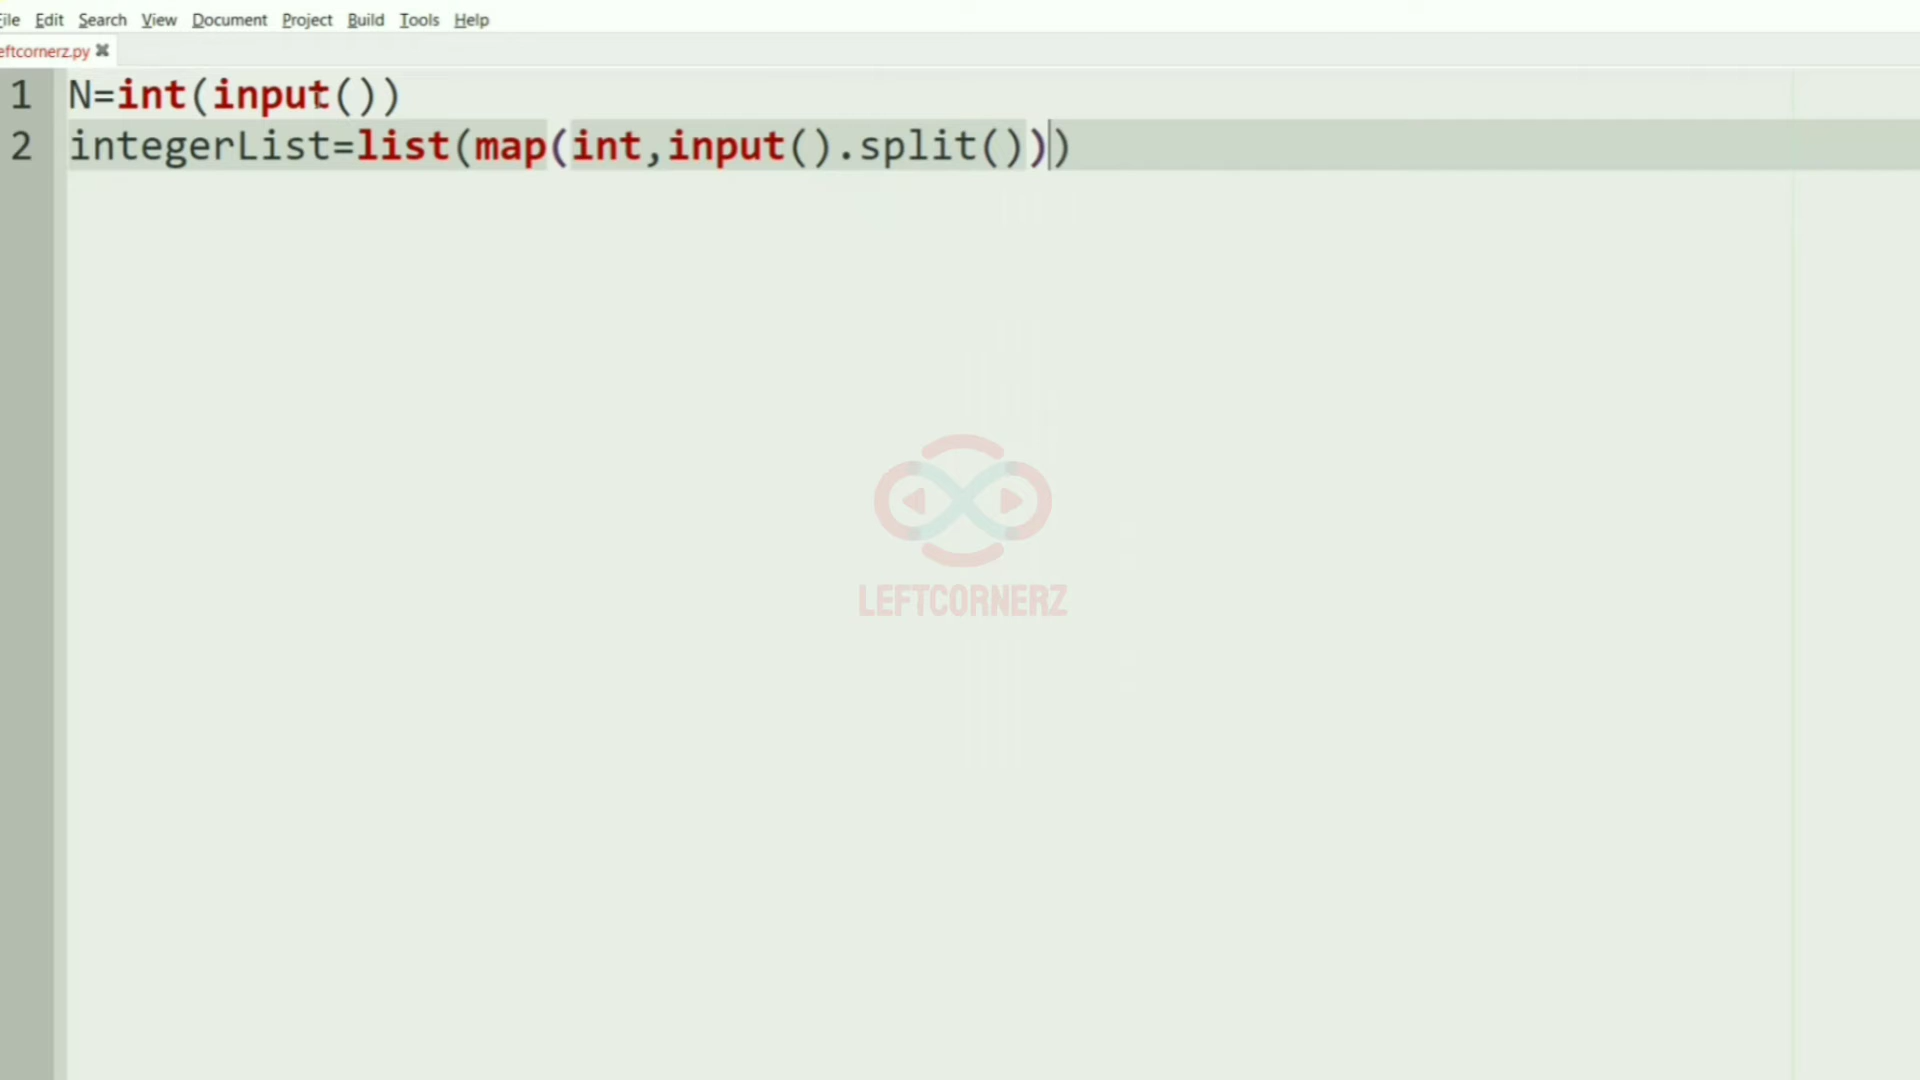 File Edit Search View Document Project Build Tools Help
eftcornerz.py
1 N=int(input())
2 integerList=list(map(int,input().split()))
LEFTCORNERZ